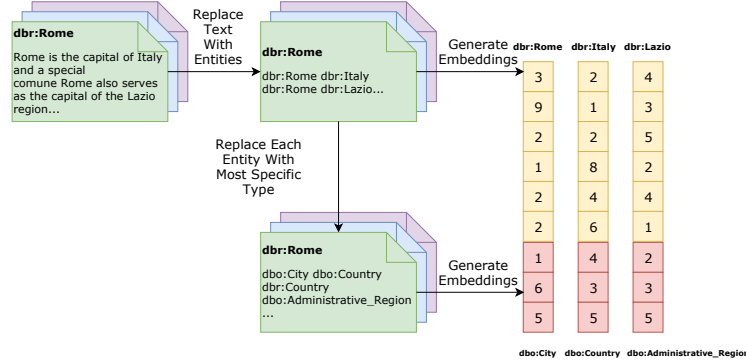 dbr:Rome
Rome is the capital of Italy
and a special
comune Rome also serves
as the capital of the Lazio
region...
Replace
Text
With
Entities
dbr:Rome
dbr:Rome dbr:Italy
dbr:Rome dbr:Lazio...
Generate
Embeddings
dbr:Rome dbr:Italy dbr:Lazio
3 2 4
9 1 3
2 2 5
1 8 2
2 4 4
2 6 1
1 4 2
6 3 3
5 5 5
dbo:City dbo:Country dbo:Administrative_Region
Replace Each
Entity With
Most Specific
Type
dbr:Rome
dbo:City dbo:Country
dbr:Country
dbo:Administrative_Region
...
Generate
Embeddings